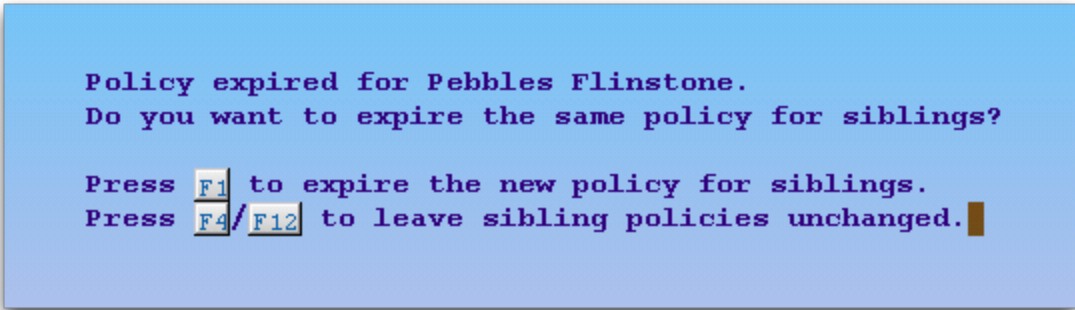 Policy expired for Pebbles Flinstone.
Do you want to expire the same policy for siblings?
Press F1 to expire the new policy for siblings.
Press F4/F12 to leave sibling policies unchanged.